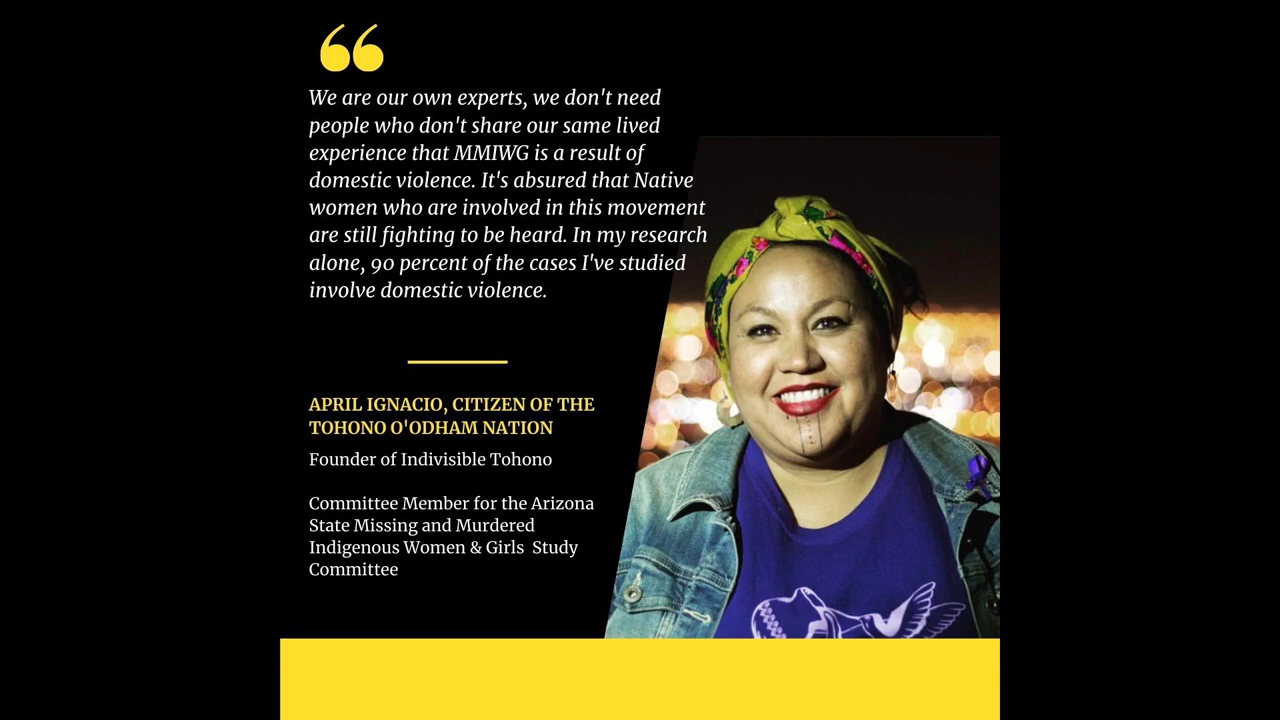 “
We are our own experts, we don't need
people who don't share our same lived
experience that MMIWG is a result of
domestic violence. It's absured that Native
women who are involved in this movement
are still fighting to be heard. In my research
alone, 90 percent of the cases I've studied
involve domestic violence.
APRIL IGNACIO, CITIZEN OF THE
TOHONO O'ODHAM NATION
Founder of Indivisible Tohono
Committee Member for the Arizona
State Missing and Murdered
Indigenous Women & Girls  Study
Committee